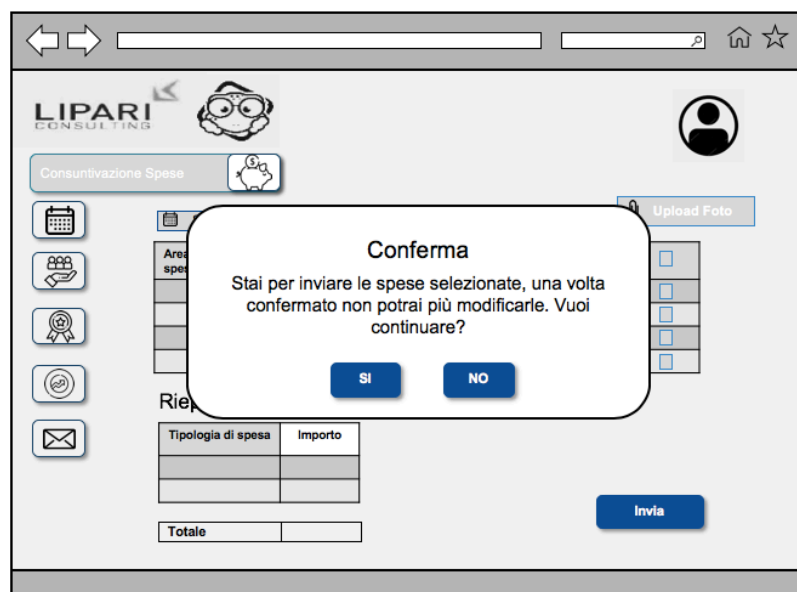 LIPARI
CONSULTING
Consuntivazione Spese
Upload Foto
Area
Conferma
Stai per inviare le spese selezionate, una volta
confermato non potrai più modificarle. Vuoi
continuare?
SI
NO
Tipologia di spesa
Importo
Totale
Invia